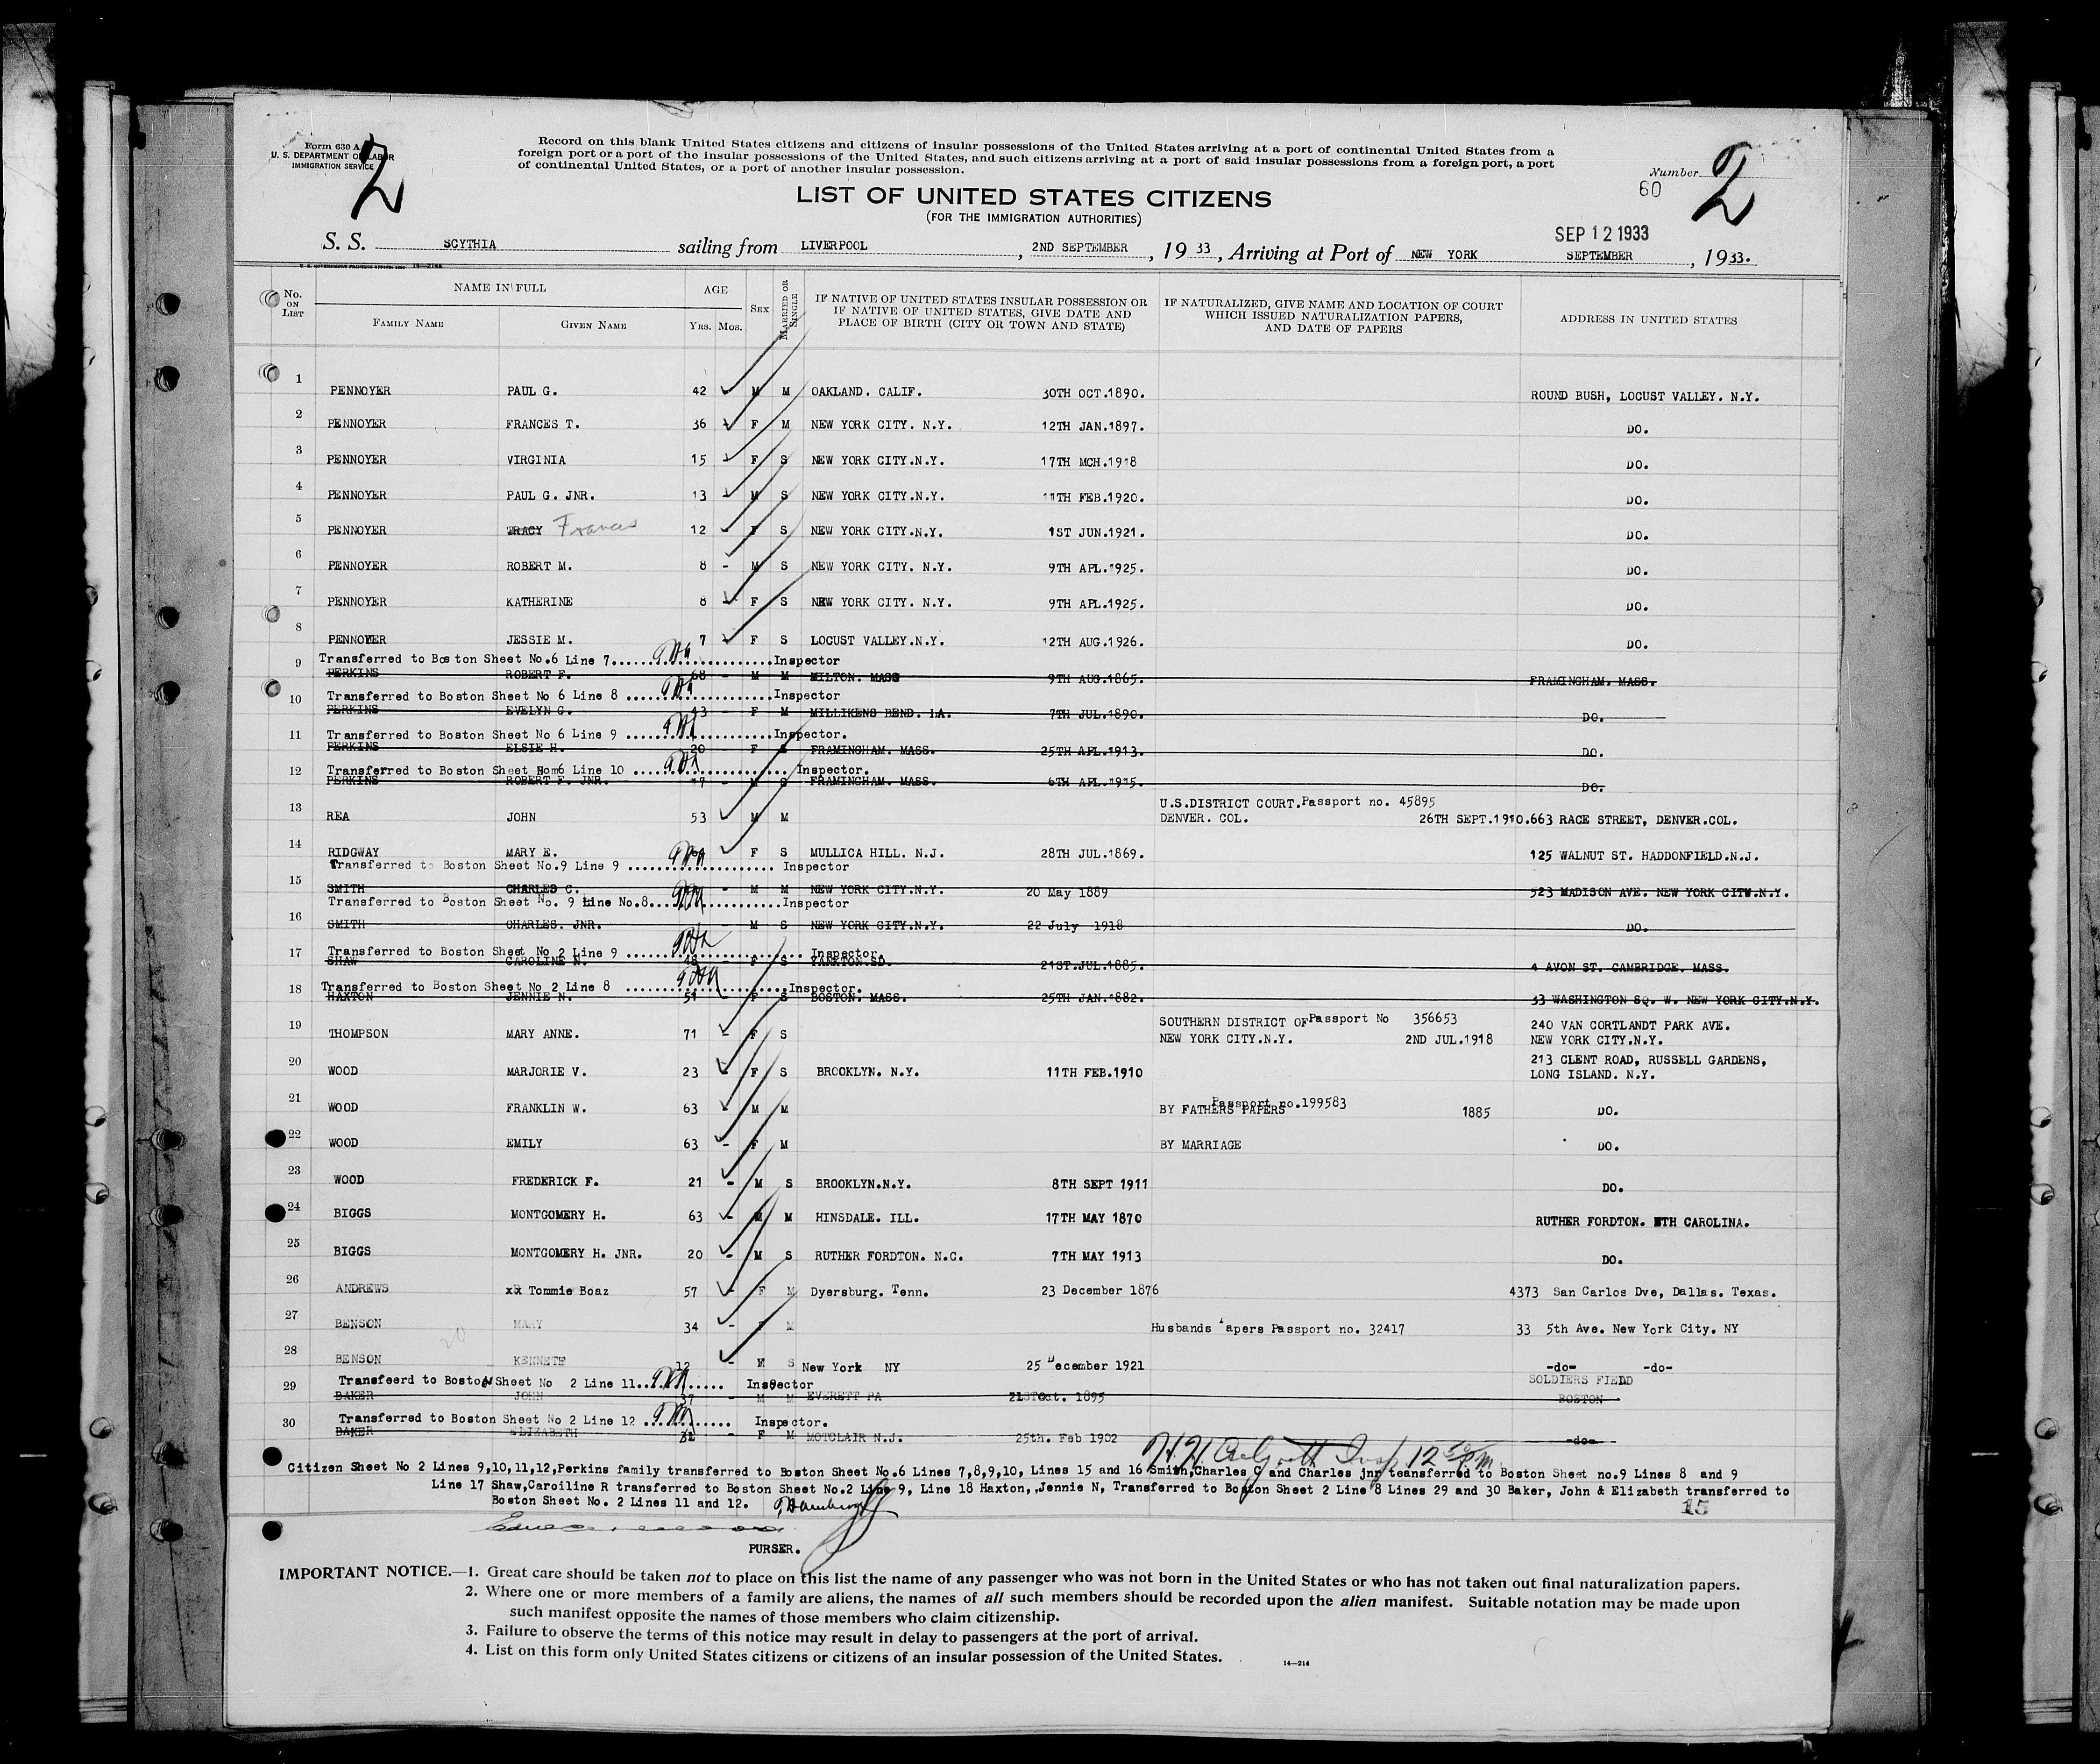 Form 630 A
U. S. DEPARTMENT OF LABOR
IMMIGRATION SERVICE
2
Record on this blank United States citizens and citizens of insular possessions of the United States arriving at a port of continental United States from a
foreign port or a port of the insular possessions of the United States, and such citizens arriving at a port of said insular possessions from a foreign port, a port
of continental United States, or a port of another insular possession.
Number 2
60
LIST OF UNITED STATES CITIZENS
(FOR THE IMMIGRATION AUTHORITIES)
SEP 12 1933
S. S. SCYTHIA sailing from LIVERPOOL, 2ND SEPTEMBER, 19 33, Arriving at Port of NEW YORK SEPTEMBER, 1933.
No. ON LIST NAME IN FULL AGE SEX MARRIED OR SINGLE IF NATIVE OF UNITED STATES INSULAR POSSESSION OR IF NATIVE OF UNITED STATES, GIVE DATE AND PLACE OF BIRTH (CITY OR TOWN AND STATE) IF NATURALIZED, GIVE NAME AND LOCATION OF COURT WHICH ISSUED NATURALIZATION PAPERS, AND DATE OF PAPERS ADDRESS IN UNITED STATES
FAMILY NAME GIVEN NAME Yrs. Mos.
1 PENNOYER PAUL G. 42 M M OAKLAND. CALIF. 30TH OCT.1890. ROUND BUSH, LOCUST VALLEY. N.Y.
2 PENNOYER FRANCES T. 36 F M NEW YORK CITY. N.Y. 12TH JAN.1897. DO.
3 PENNOYER VIRGINIA 15 F S NEW YORK CITY.N.Y. 17TH MCH.1918 DO.
4 PENNOYER PAUL G. JNR. 13 M S NEW YORK CITY.N.Y. 11TH FEB.1920. DO.
5 PENNOYER TRACY Frances 12 - F S NEW YORK CITY.N.Y. 1ST JUN.1921. DO.
6 PENNOYER ROBERT M. 8 - M S NEW YORK CITY. N.Y. 9TH APL.1925. DO.
7 PENNOYER KATHERINE 8 - F S NEW YORK CITY. N.Y. 9TH APL.1925. DO.
8 PENNOYER JESSIE M. 7 F S LOCUST VALLEY.N.Y. 12TH AUG.1926. DO.
9 Transferred to Boston Sheet No.6 Line 7 Inspector
PERKINS ROBERT F. 68 - M M MILTON. MASS 9TH AUG.1865. FRAMINGHAM. MASS.
10 Transferred to Boston Sheet No 6 Line 8 Inspector
PERKINS EVELYN C. 43 - F M MILLIKENS BEND. LA. 7TH JUL.1890. DO.
11 Transferred to Boston Sheet No 6 Line 9 Inspector.
PERKINS ELSIE H. 20 F S FRAMINGHAM. MASS. 25TH APL.1913. DO.
12 Transferred to Boston Sheet No 6 Line 10 Inspector.
PERKINS ROBERT F. JNR. 17 - M S FRAMINGHAM. MASS. 6TH APL.1915. DO.
13 U.S.DISTRICT COURT. Passport no. 45895
REA JOHN 53 M M DENVER. COL. 26TH SEPT.1910. 663 RACE STREET, DENVER.COL.
14 RIDGWAY MARY E. 64 F S MULLICA HILL. N.J. 28TH JUL.1869. 125 WALNUT ST. HADDONFIELD.N.J.
Transferred to Boston Sheet No.9 Line 9 Inspector
15 SMITH CHARLES C. - M M NEW YORK CITY.N.Y. 20 May 1889 523 MADISON AVE. NEW YORK CITY.N.Y.
Transferred to Boston Sheet No. 9 Line No.8 Inspector
16 SMITH CHARLES. JNR. - M S NEW YORK CITY.N.Y. 22 July 1918 DO.
17 Transferred to Boston Sheet No 2 Line 9 Inspector.
SHAW CAROLINE N. 48 - F S YANKTON.SD. 21ST.JUL.1885. 4 AVON ST. CAMBRIDGE. MASS.
18 Transferred to Boston Sheet No 2 Line 8 Inspector.
HAXTON JENNIE N. 51 F S BOSTON. MASS. 25TH JAN.1882. 33 WASHINGTON SQ. W. NEW YORK CITY.N.Y.
19 SOUTHERN DISTRICT OF Passport No 356653 240 VAN CORTLANDT PARK AVE.
THOMPSON MARY ANNE. 71 - F S NEW YORK CITY.N.Y. 2ND JUL.1918 NEW YORK CITY.N.Y.
20 213 CLENT ROAD, RUSSELL GARDENS,
WOOD MARJORIE V. 23 F S BROOKLYN. N.Y. 11TH FEB.1910 LONG ISLAND. N.Y.
21 Passport no.199583
WOOD FRANKLIN W. 63 - M M BY FATHERS PAPERS 1885 DO.
22 WOOD EMILY 63 - F M BY MARRIAGE DO.
23 WOOD FREDERICK F. 21 - M S BROOKLYN.N.Y. 8TH SEPT 1911 DO.
24 BIGGS MONTGOMERY H. 63 - M M HINSDALE. ILL. 17TH MAY 1870 RUTHER FORDTON. NTH CAROLINA.
25 BIGGS MONTGOMERY H. JNR. 20 - M S RUTHER FORDTON. N.C. 7TH MAY 1913 DO.
26 ANDREWS Tommie Boaz 57 - F M Dyersburg. Tenn. 23 December 1876 4373 San Carlos Dve, Dallas. Texas.
27 BENSON MARY 34 - F M Husbands Papers Passport no. 32417 33 5th Ave. New York City. NY
20
28 BENSON KENNETH 12 - M S New York NY 25 December 1921 -do- -do-
29 Transfeerd to Boston Sheet No 2 Line 11 Inspector SOLDIERS FIELD
BAKER JOHN 37 - M M EVERETT PA 21ST Oct. 1895 BOSTON
30 Transferred to Boston Sheet No 2 Line 12 Inspector.
BAKER ELIZABETH 31 - F M MOTCLAIR N.J. 25th. Feb 1902 -do-
Citizen Sheet No 2 Lines 9,10,11,12,Perkins family transferred to Boston Sheet No.6 Lines 7,8,9,10, Lines 15 and 16 Smith,Charles C and Charles jnr teansferred to Boston Sheet no.9 Lines 8 and 9
Line 17 Shaw,Caroiline R transferred to Boston Sheet No.2 Line 9, Line 18 Haxton,,Jennie N, Transferred to Boston Sheet 2 Line 8 Lines 29 and 30 Baker, John & Elizabeth transferred to
Boston Sheet No. 2 Lines 11 and 12.
15
PURSER.
IMPORTANT NOTICE.—1. Great care should be taken not to place on this list the name of any passenger who was not born in the United States or who has not taken out final naturalization papers.
2. Where one or more members of a family are aliens, the names of all such members should be recorded upon the alien manifest. Suitable notation may be made upon
such manifest opposite the names of those members who claim citizenship.
3. Failure to observe the terms of this notice may result in delay to passengers at the port of arrival.
4. List on this form only United States citizens or citizens of an insular possession of the United States.
14—214